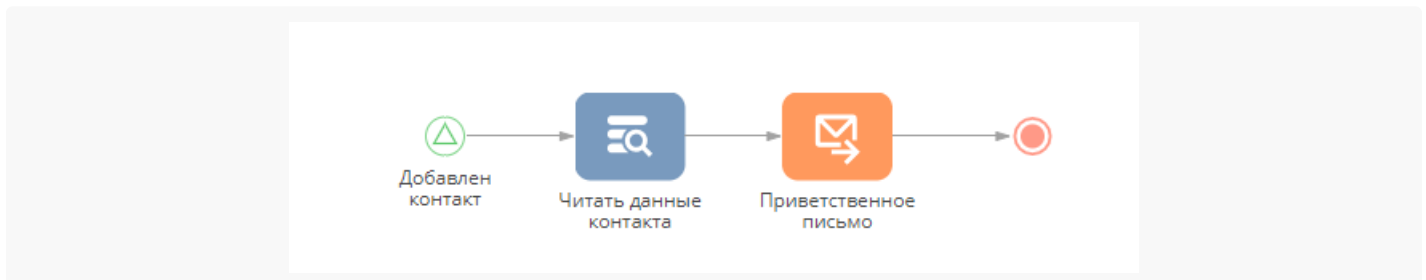 Добавлен
контакт
Читать данные
контакта
Приветственное
письмо